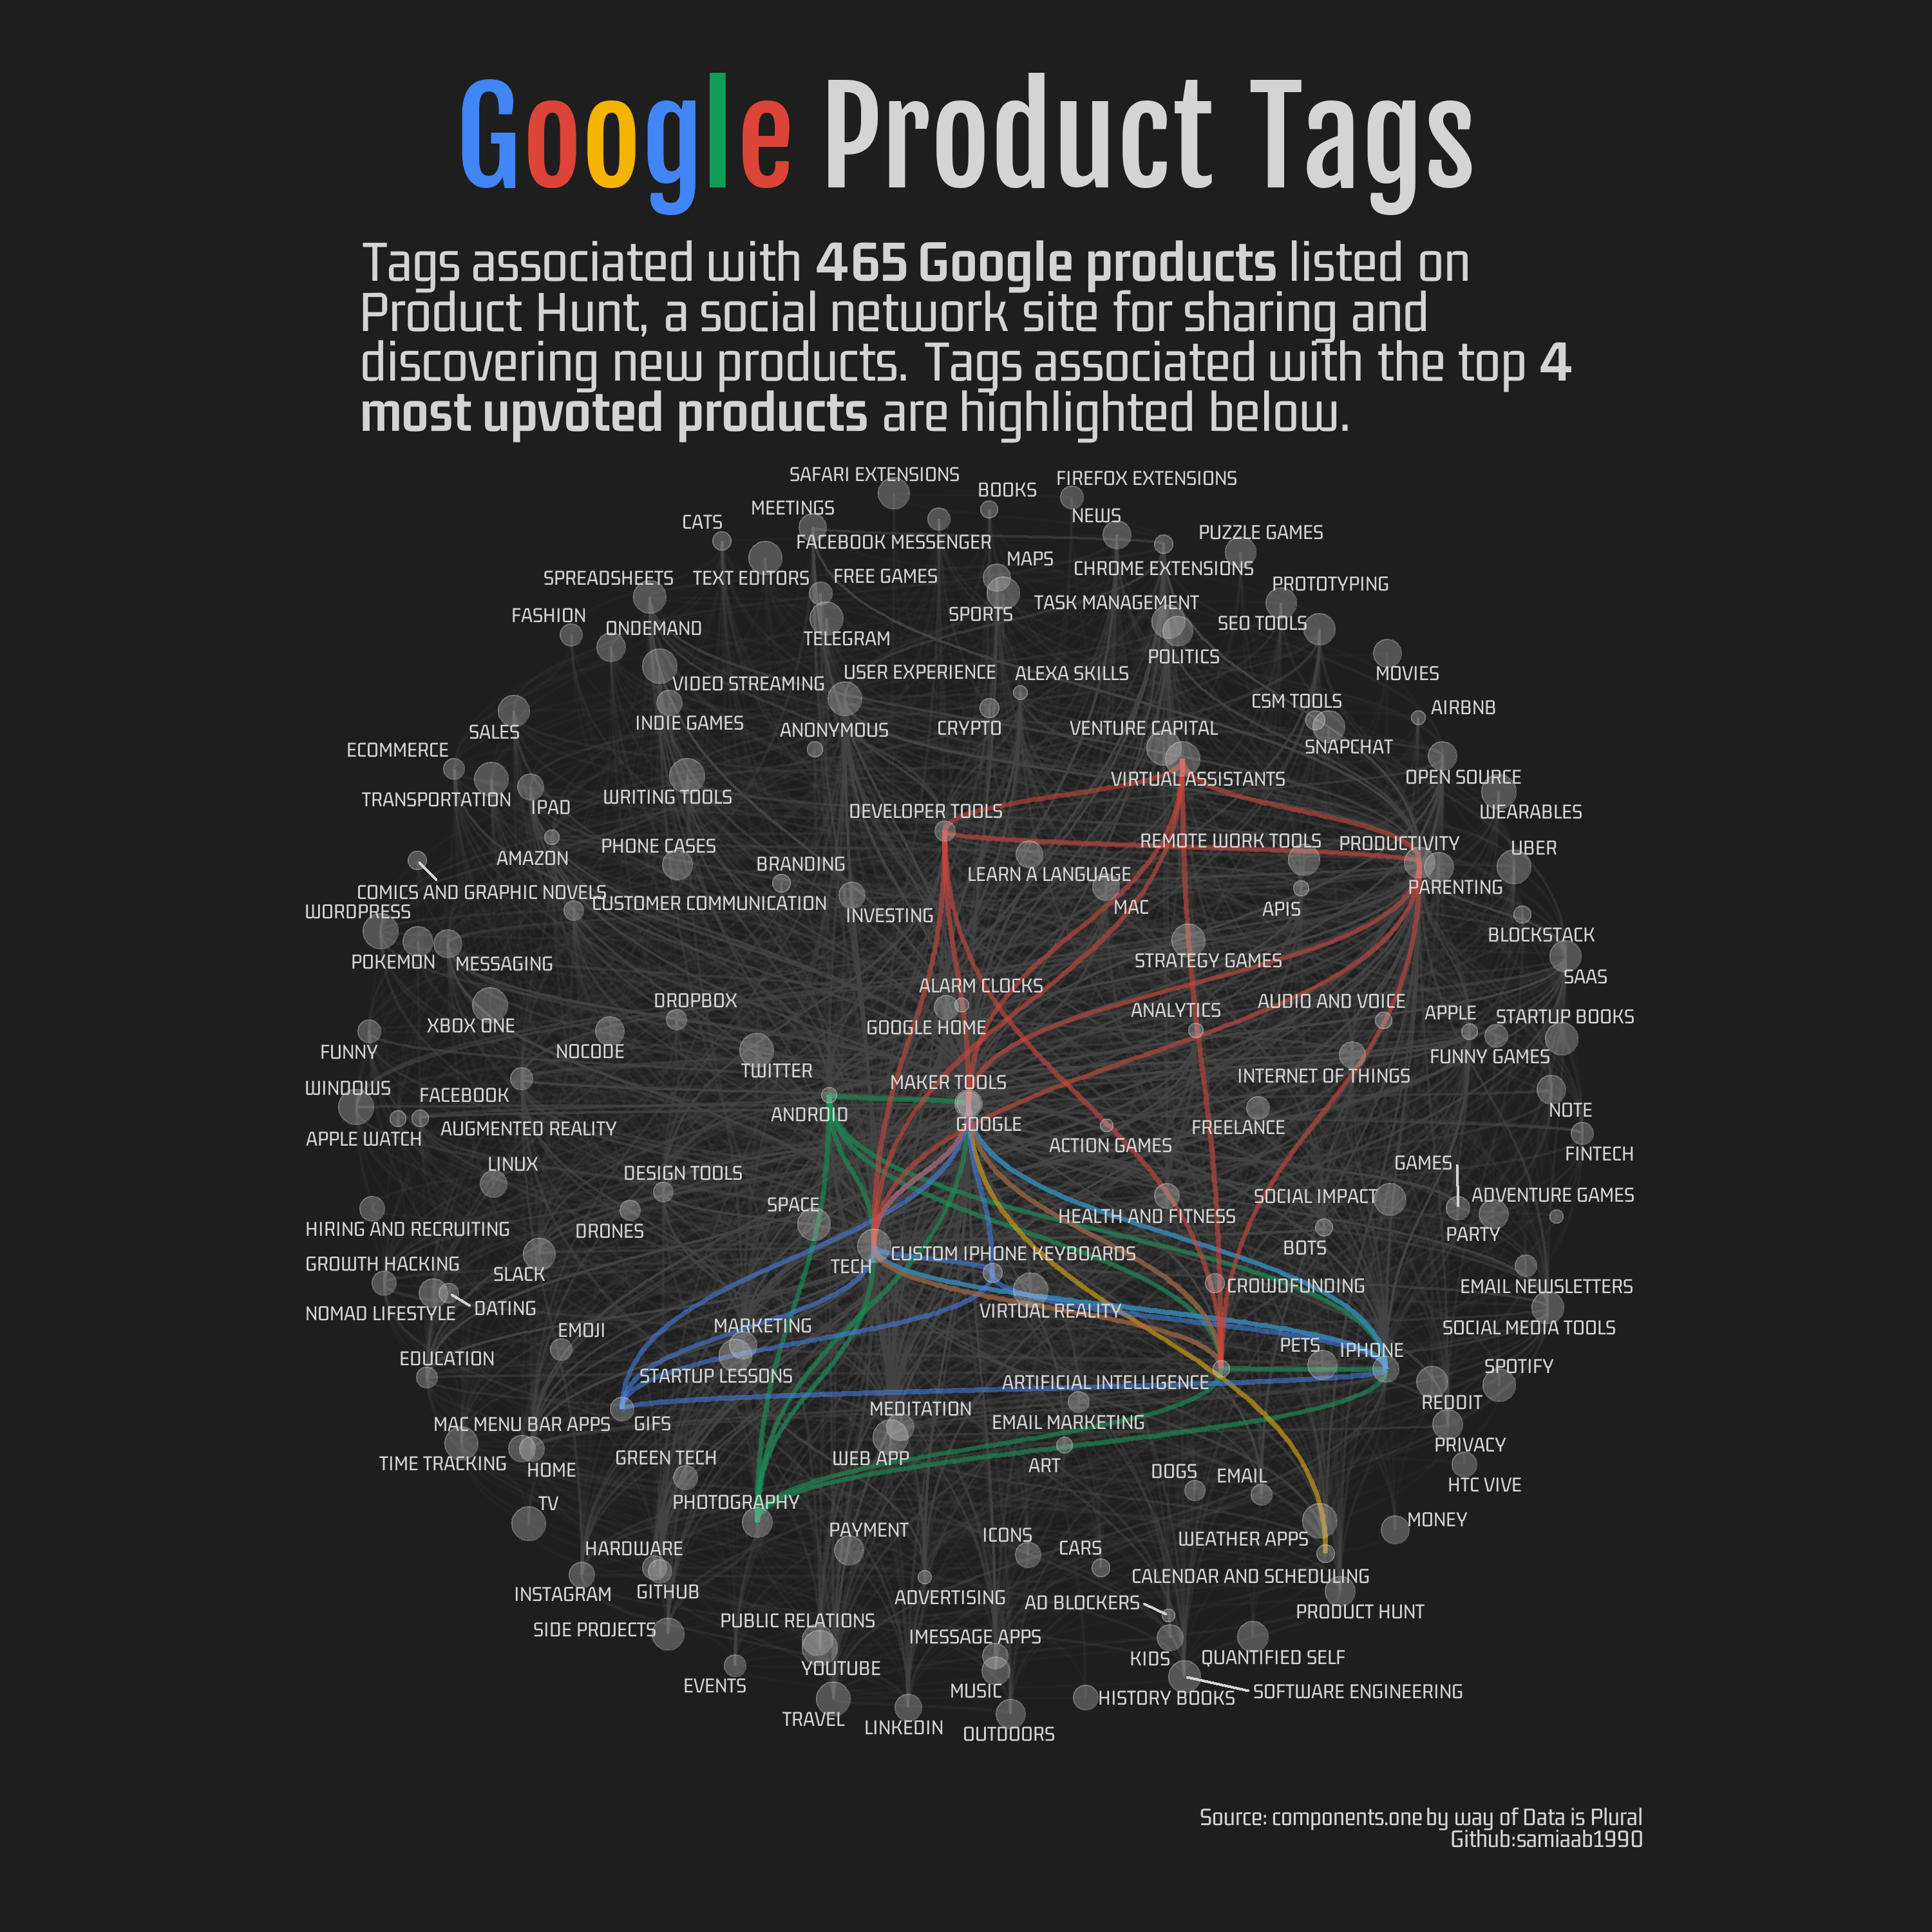 Google Product Tags
Tags associated with 465 Google products listed on
Product Hunt, a social network site for sharing and
discovering new products. Tags associated with the top 4
most upvoted products are highlighted below.
SAFARI EXTENSIONS
FIREFOX EXTENSIONS
BOOKS
MEETINGS
NEWS
CATS
PUZZLE GAMES
FACEBOOK MESSENGER
MAPS
CHROME EXTENSIONS
SPREADSHEETS
TEXT EDITORS
FREE GAMES
PROTOTYPING
TASK MANAGEMENT
FASHION
SPORTS
SEO TOOLS
ONDEMAND
TELEGRAM
POLITICS
USER EXPERIENCE
ALEXA SKILLS
MOVIES
VIDEO STREAMING
CSM TOOLS
AIRBNB
INDIE GAMES
SALES
ANONYMOUS
CRYPTO
VENTURE CAPITAL
SNAPCHAT
ECOMMERCE
OPEN SOURCE
VIRTUAL ASSISTANTS
TRANSPORTATION
WRITING TOOLS
IPAD
DEVELOPER TOOLS
WEARABLES
REMOTE WORK TOOLS
PRODUCTIVITY
PHONE CASES
UBER
AMAZON
BRANDING
LEARN A LANGUAGE
PARENTING
COMICS AND GRAPHIC NOVELS
CUSTOMER COMMUNICATION
MAC
APIS
WORDPRESS
INVESTING
BLOCKSTACK
POKEMON
MESSAGING
STRATEGY GAMES
SAAS
ALARM CLOCKS
DROPBOX
AUDIO AND VOICE
ANALYTICS
APPLE
STARTUP BOOKS
XBOX ONE
GOOGLE HOME
FUNNY
NOCODE
FUNNY GAMES
TWITTER
INTERNET OF THINGS
WINDOWS
FACEBOOK
MAKER TOOLS
NOTE
ANDROID
GOOGLE
AUGMENTED REALITY
FREELANCE
APPLE WATCH
ACTION GAMES
FINTECH
LINUX
GAMES
DESIGN TOOLS
SOCIAL IMPACT
ADVENTURE GAMES
SPACE
HEALTH AND FITNESS
HIRING AND RECRUITING
DRONES
PARTY
BOTS
CUSTOM IPHONE KEYBOARDS
GROWTH HACKING
TECH
SLACK
CROWDFUNDING
EMAIL NEWSLETTERS
DATING
NOMAD LIFESTYLE
VIRTUAL REALITY
MARKETING
SOCIAL MEDIA TOOLS
EMOJI
PETS
IPHONE
EDUCATION
SPOTIFY
STARTUP LESSONS
ARTIFICIAL INTELLIGENCE
REDDIT
MEDITATION
MAC MENU BAR APPS
GIFS
EMAIL MARKETING
PRIVACY
GREEN TECH
WEB APP
TIME TRACKING
HOME
ART
DOGS
EMAIL
HTC VIVE
TV
PHOTOGRAPHY
MONEY
PAYMENT
ICONS
WEATHER APPS
HARDWARE
CARS
CALENDAR AND SCHEDULING
INSTAGRAM
GITHUB
ADVERTISING
AD BLOCKERS
PRODUCT HUNT
PUBLIC RELATIONS
SIDE PROJECTS
IMESSAGE APPS
KIDS
QUANTIFIED SELF
YOUTUBE
EVENTS
MUSIC
HISTORY BOOKS
SOFTWARE ENGINEERING
TRAVEL
LINKEDIN
OUTDOORS
Source: components.one by way of Data is Plural
Github:samiaab1990